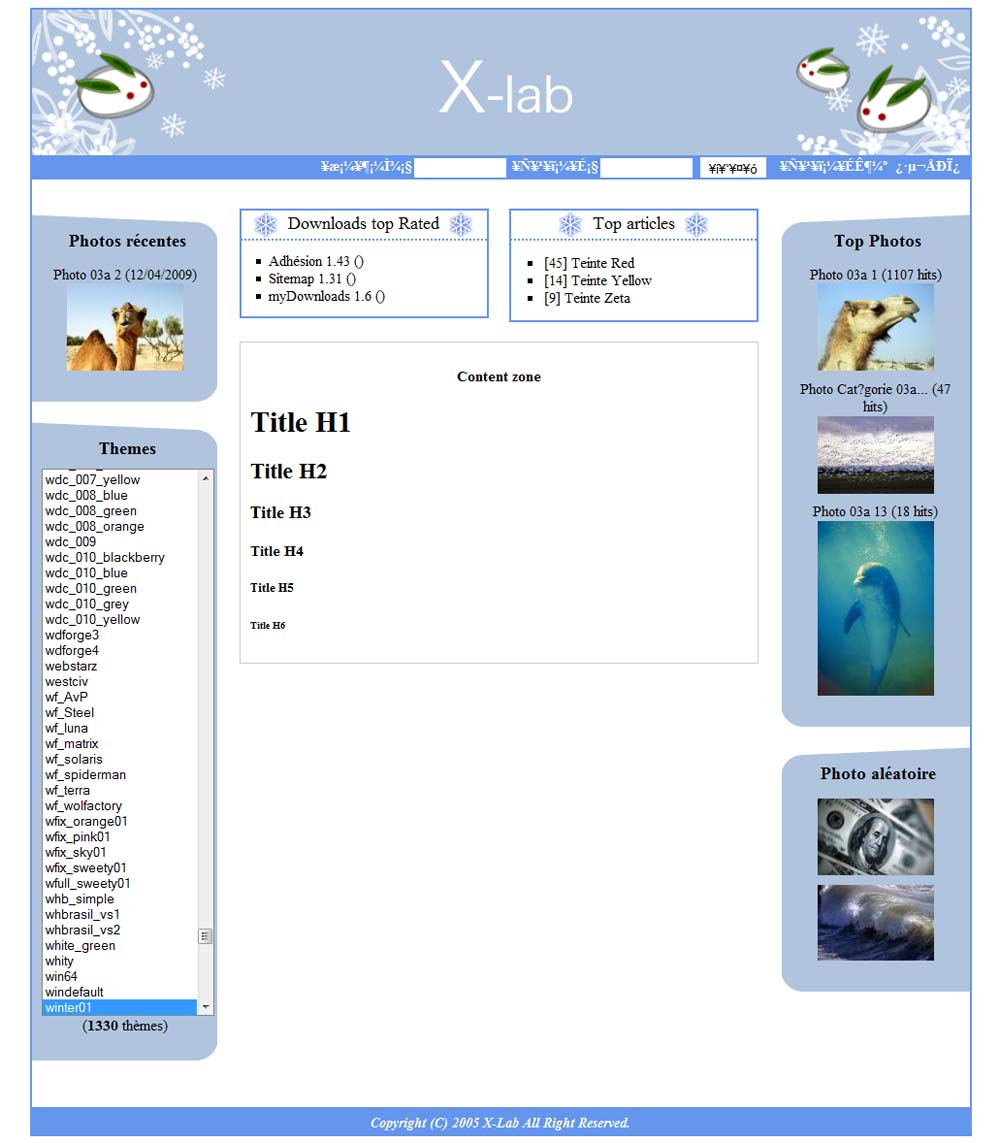 X-lab
¥æ¡¼¥¶¡¼Ì¾¡§ ¥Ñ¥¹¥ï¡¼¥É¡§ ¥í¥°¥¤¥ó ¥Ñ¥¹¥ï¡¼¥ÉÊ¶¼º ¿·µ¬ÅÐÏ¿
Photos récentes
Photo 03a 2 (12/04/2009)
Themes
wdc_007_yellow
wdc_008_blue
wdc_008_green
wdc_008_orange
wdc_009
wdc_010_blackberry
wdc_010_blue
wdc_010_green
wdc_010_grey
wdc_010_yellow
wdforge3
wdforge4
webstarz
westciv
wf_AvP
wf_Steel
wf_luna
wf_matrix
wf_solaris
wf_spiderman
wf_terra
wf_wolfactory
wfix_orange01
wfix_pink01
wfix_sky01
wfix_sweety01
wfull_sweety01
whb_simple
whbrasil_vs1
whbrasil_vs2
white_green
whity
win64
windefault
winter01
(1330 thèmes)
Downloads top Rated
Adhésion 1.43 ()
Sitemap 1.31 ()
myDownloads 1.6 ()
Top articles
[45] Teinte Red
[14] Teinte Yellow
[9] Teinte Zeta
Content zone
Title H1
Title H2
Title H3
Title H4
Title H5
Title H6
Top Photos
Photo 03a 1 (1107 hits)
Photo Cat?gorie 03a... (47
hits)
Photo 03a 13 (18 hits)
Photo aléatoire
Copyright (C) 2005 X-Lab All Right Reserved.